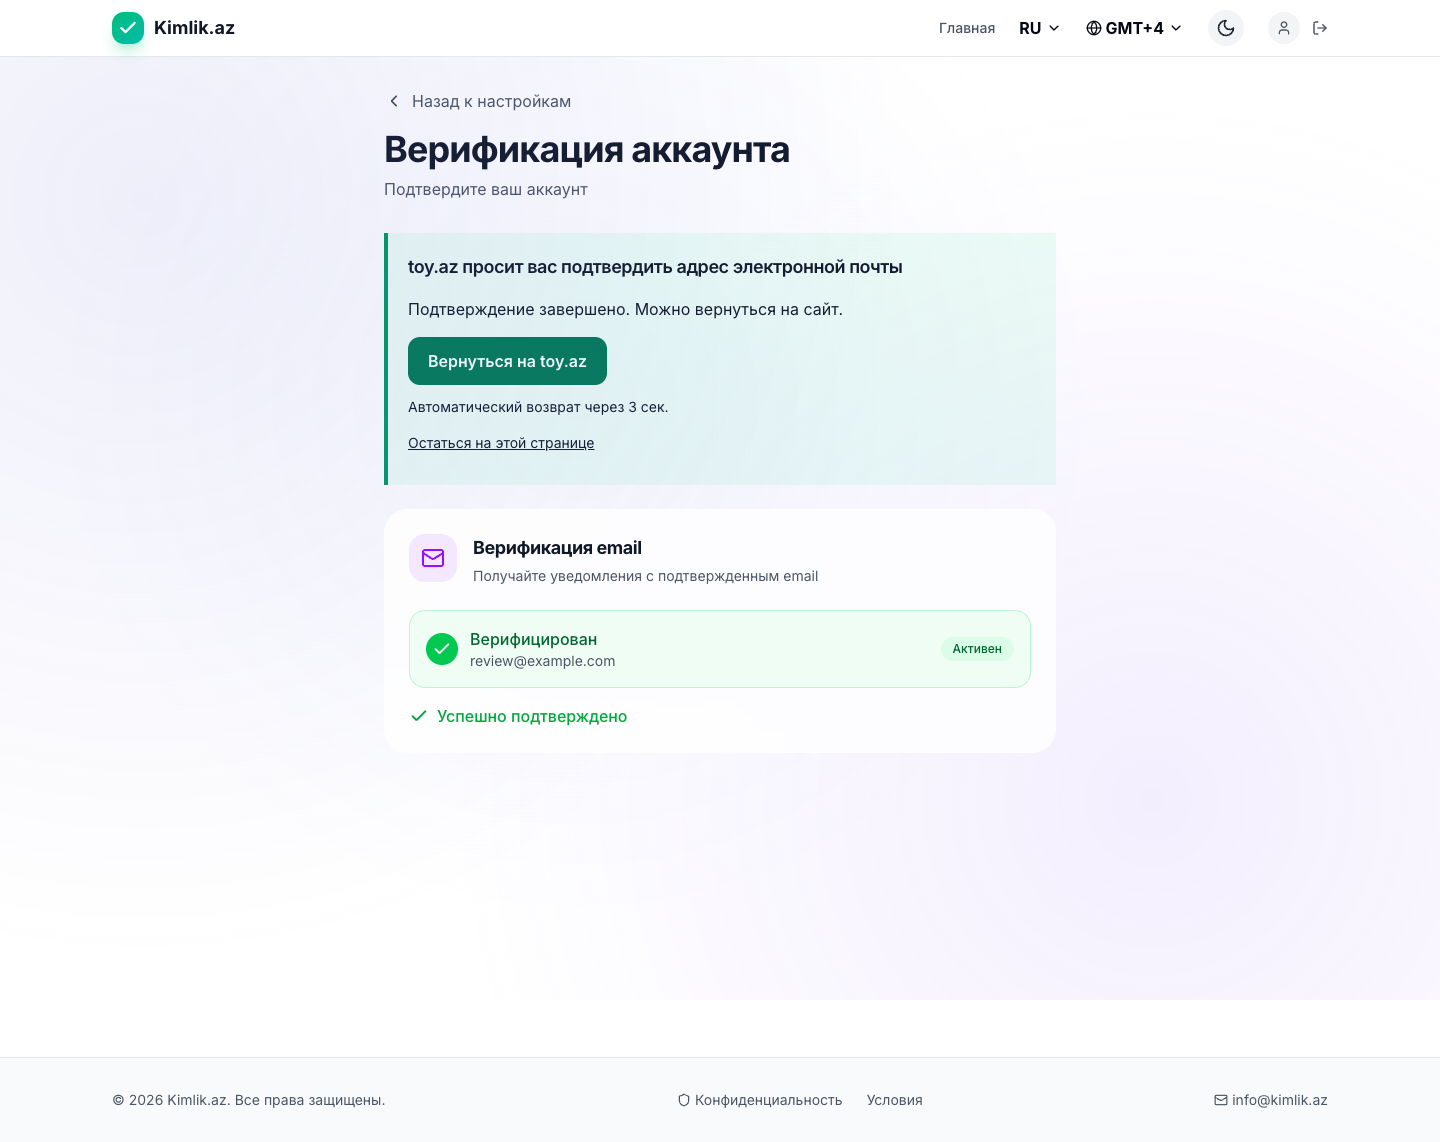 Kimlik.az
Главная
RU
GMT+4
Назад к настройкам
Верификация аккаунта
Подтвердите ваш аккаунт
toy.az просит вас подтвердить адрес электронной почты
Подтверждение завершено. Можно вернуться на сайт.
Вернуться на toy.az
Автоматический возврат через 3 сек.
Остаться на этой странице
Верификация email
Получайте уведомления с подтвержденным email
Верифицирован
review@example.com
Активен
Успешно подтверждено
© 2026 Kimlik.az. Все права защищены.
Конфиденциальность
Условия
info@kimlik.az